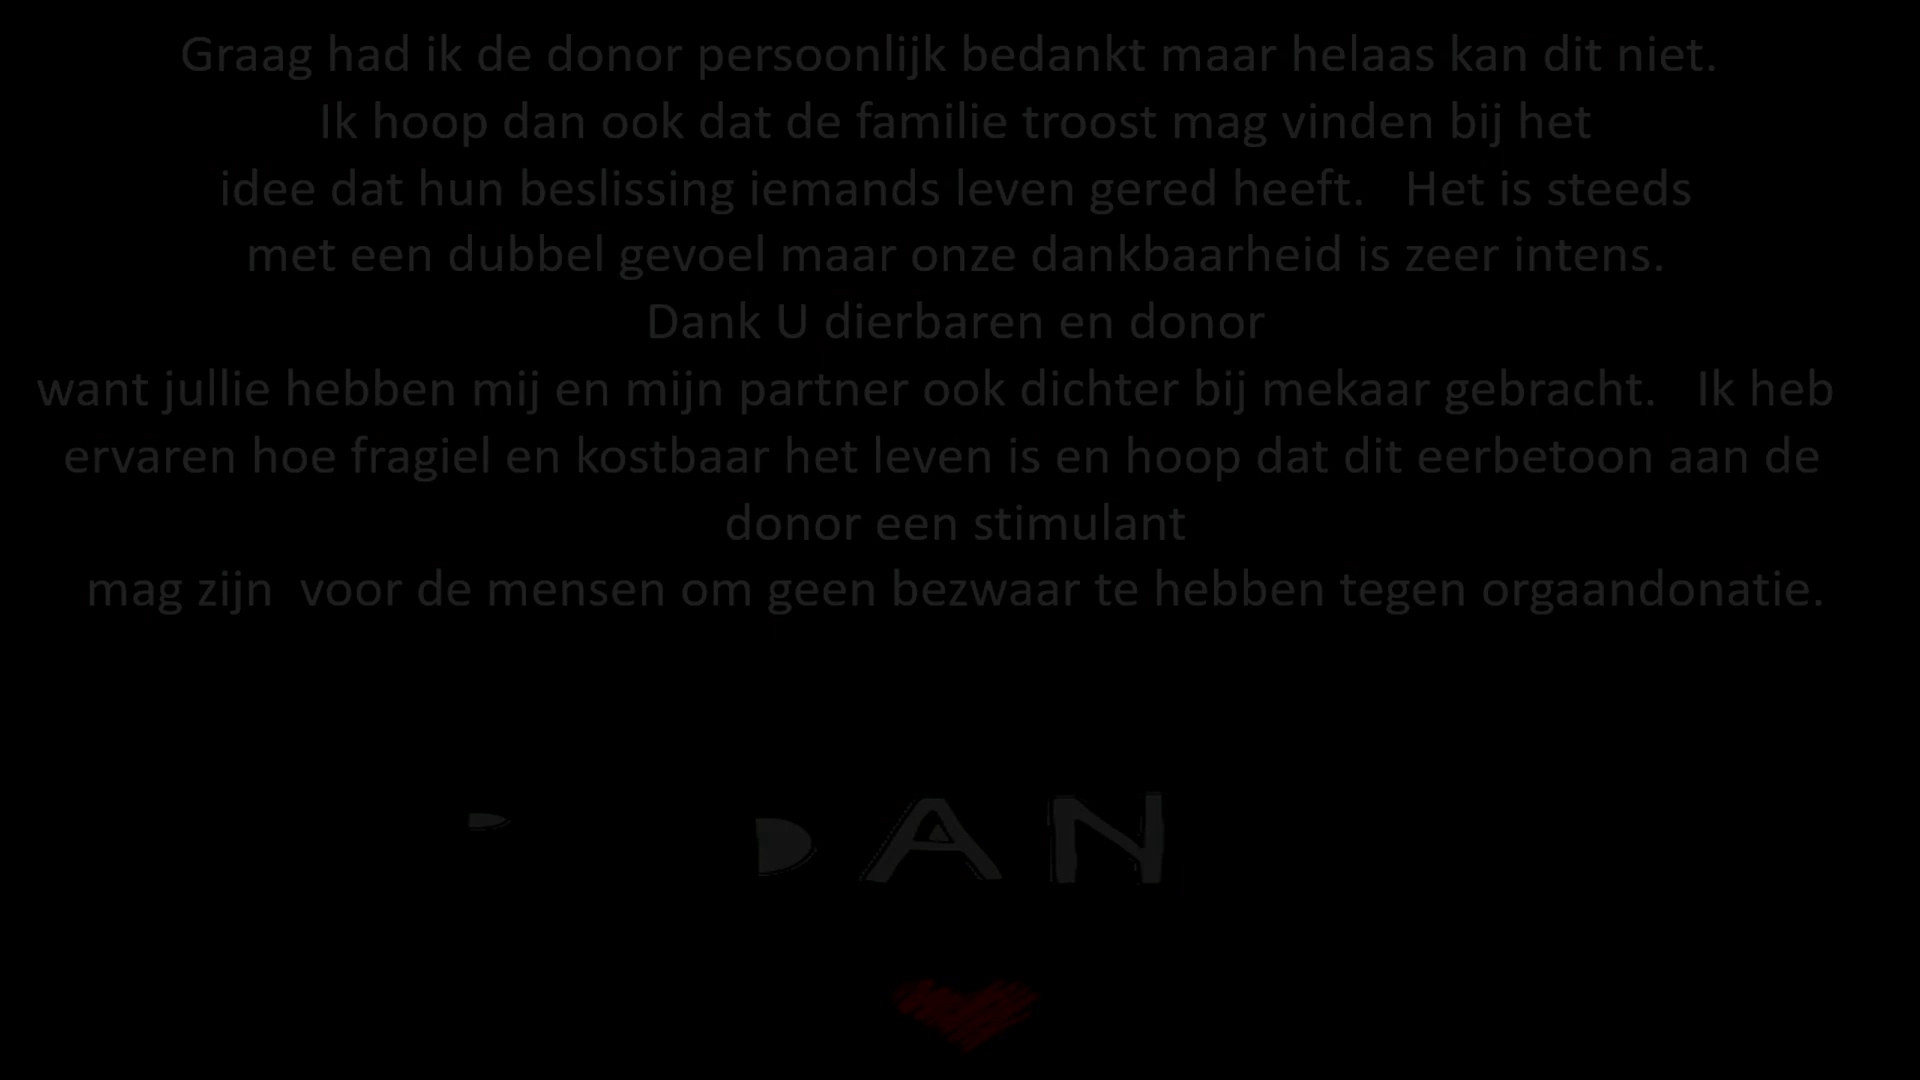 Graag had ik de donor persoonlijk bedankt maar helaas kan dit niet.
Ik hoop dan ook dat de familie troost mag vinden bij het
idee dat hun beslissing iemands leven gered heeft.   Het is steeds
met een dubbel gevoel maar onze dankbaarheid is zeer intens.
Dank U dierbaren en donor
want jullie hebben mij en mijn partner ook dichter bij mekaar gebracht.   Ik heb
ervaren hoe fragiel en kostbaar het leven is en hoop dat dit eerbetoon aan de
donor een stimulant
mag zijn  voor de mensen om geen bezwaar te hebben tegen orgaandonatie.